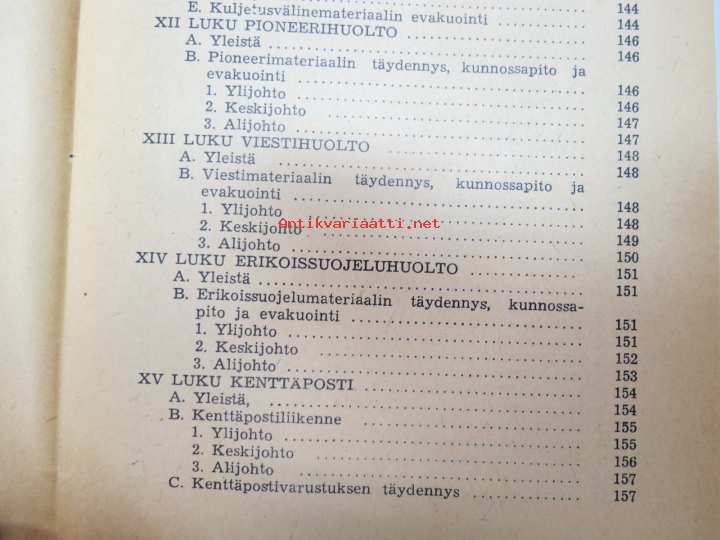 E. Kuljetusvälinemateriaalin evakuointi ........ 144
XII LUKU PIONEERIHUOLTO ........ 146
A. Yleistä ........ 146
B. Pioneerimateriaalin täydennys, kunnossapito ja
evakuointi ........ 146
1. Ylijohto ........ 146
2. Keskijohto ........ 147
3. Alijohto ........ 147
XIII LUKU VIESTIHUOLTO ........ 148
A. Yleistä ........ 148
B. Viestimateriaalin täydennys, kunnossapito ja
evakuointi ........ 148
1. Ylijohto ........ 148
2. Keskijohto ........ 149
3. Alijohto ........ 150
Antikvariaatti.net
XIV LUKU ERIKOISSUOJELUHUOLTO ........ 151
A. Yleistä ........ 151
B. Erikoissuojelumateriaalin täydennys, kunnossa-
pito ja evakuointi ........ 151
1. Ylijohto ........ 151
2. Keskijohto ........ 152
3. Alijohto ........ 153
XV LUKU KENTTÄPOSTI ........ 154
A. Yleistä, ........ 154
B. Kenttäpostiliikenne ........ 155
1. Ylijohto ........ 155
2. Keskijohto ........ 156
3. Alijohto ........ 157
C. Kenttäpostivarustuksen täydennys ........ 157